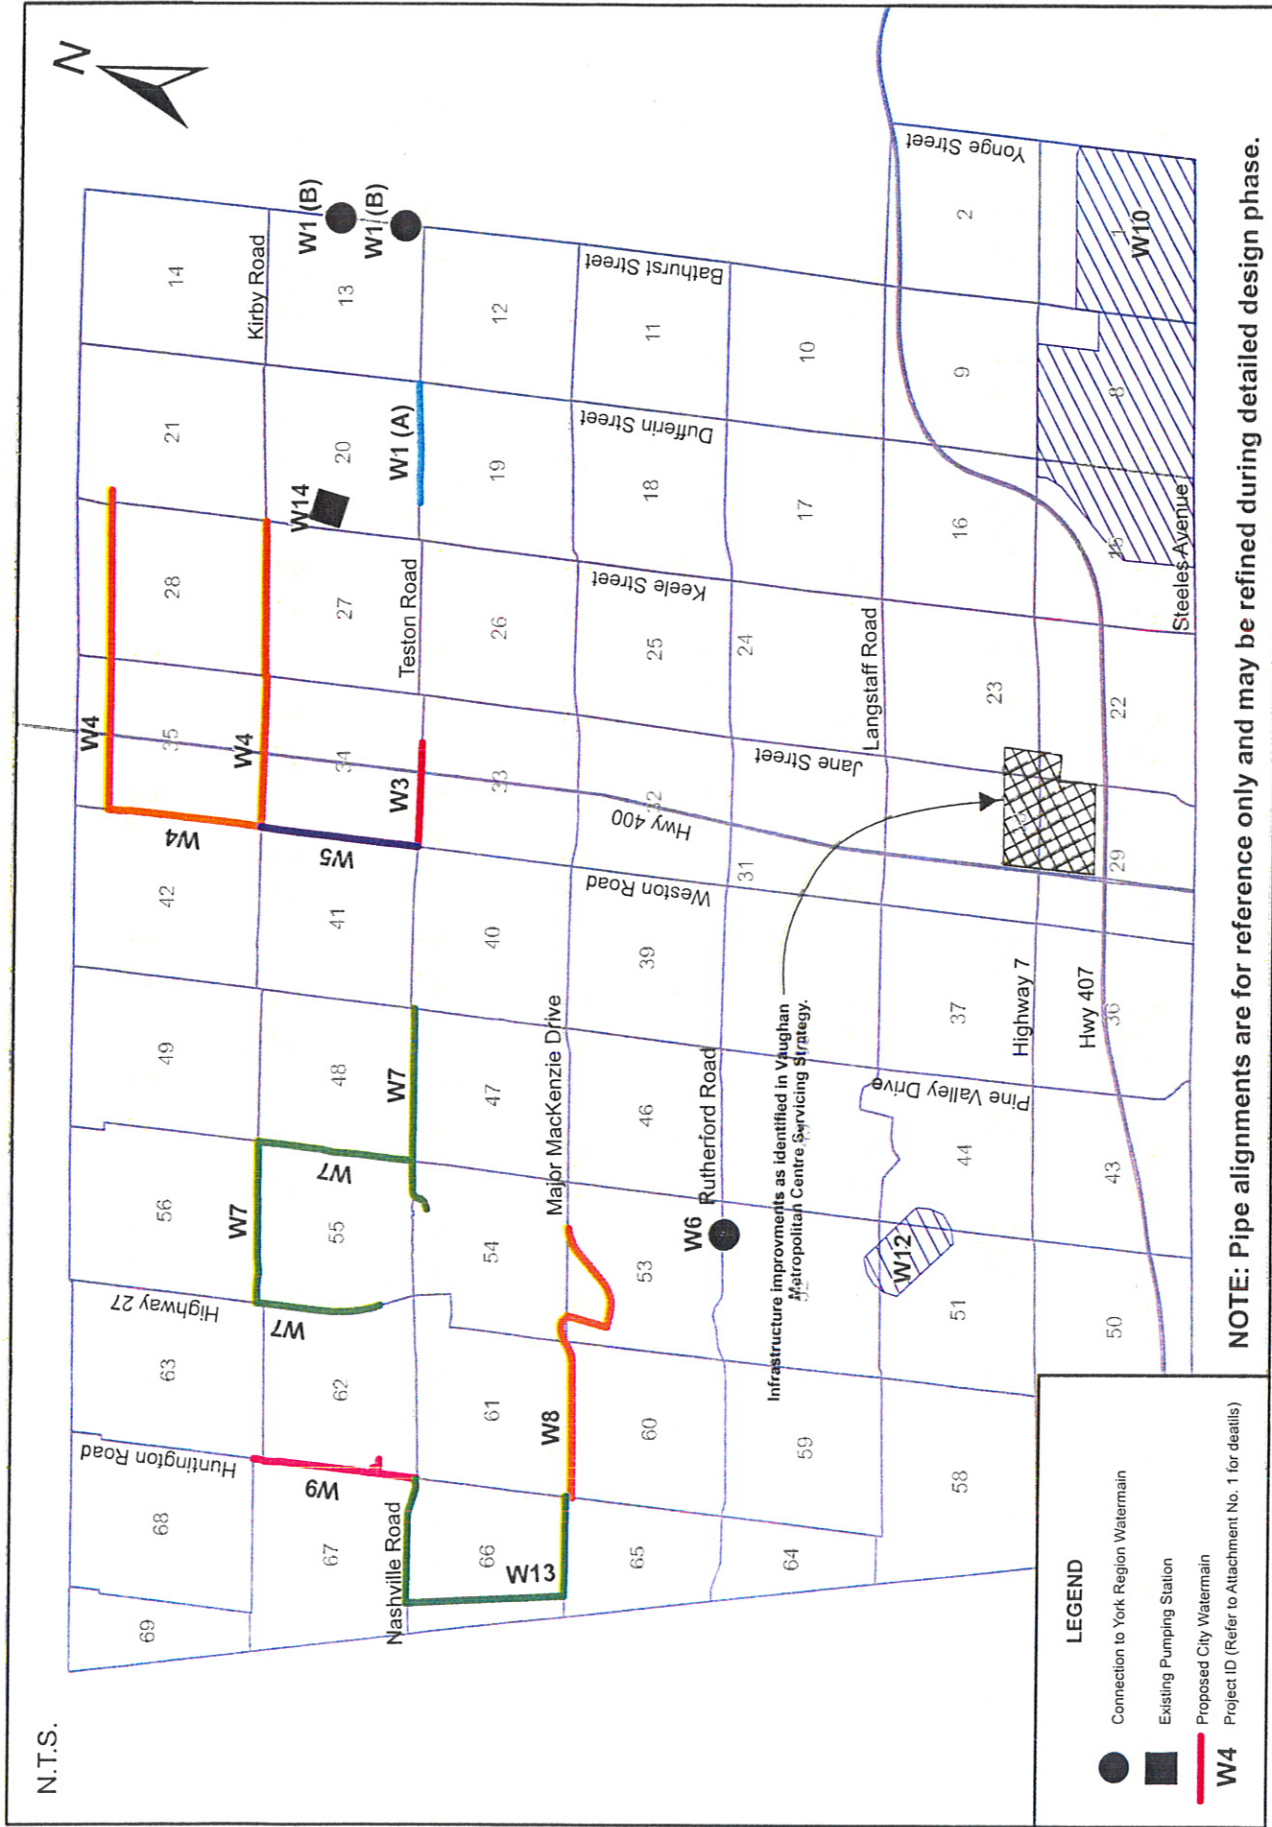 N.T.S.
N
69
68
63
56
49
42
35
28
21
14
Huntington Road
Highway 27
W4
W4
W4
Kirby Road
67
62
55
48
41
34
27
20
13
W9
W7
W7
W7
W5
W14
W1 (B)
W1 (B)
Nashville Road
W7
W3
Teston Road
W1 (A)
66
61
54
47
40
33
26
19
12
W13
W8
Major MacKenzie Drive
65
60
53
46
39
32
25
18
11
Weston Road
Hwy 400
Keele Street
Dufferin Street
Bathurst Street
W6
Rutherford Road
64
59
52
31
24
17
10
Jane Street
Infrastructure improvments as identified in Vaughan
Metropolitan Centre Servicing Strategy.
W12
Langstaff Road
58
51
44
37
23
16
9
2
Pine Valley Drive
Yonge Street
Highway 7
Hwy 407
50
43
36
29
22
15
8
1
W10
Steeles Avenue
LEGEND
Connection to York Region Watermain
Existing Pumping Station
Proposed City Watermain
W4 Project ID (Refer to Attachment No. 1 for deatils)
NOTE: Pipe alignments are for reference only and may be refined during detailed design phase.